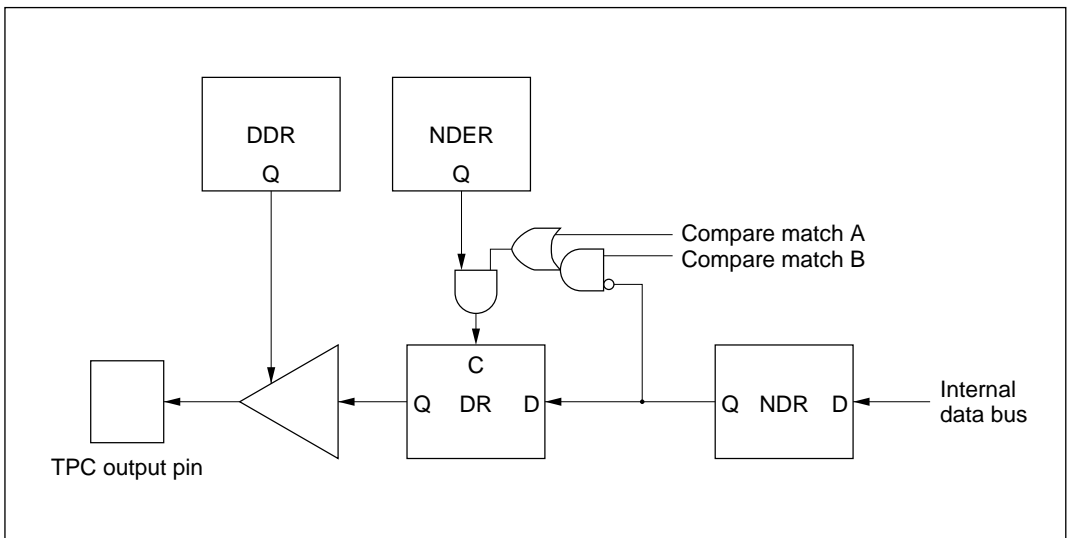 DDR
Q
NDER
Q
Compare match A
Compare match B
C
Q DR D
Q NDR D
Internal
data bus
TPC output pin